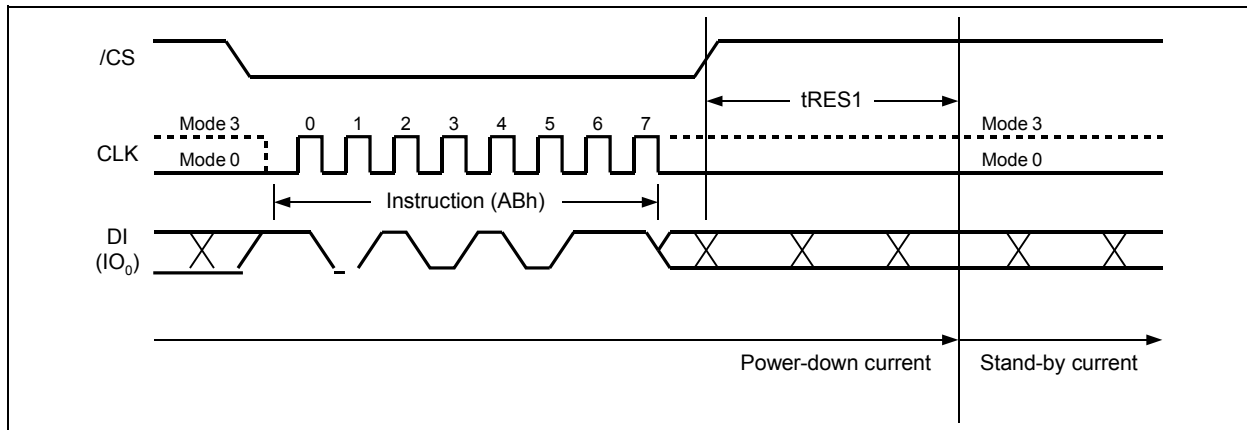 /CS
tRES1
Mode 3 0 1 2 3 4 5 6 7 Mode 3
CLK
Mode 0 Mode 0
Instruction (ABh)
DI
(IO₀)
Power-down current Stand-by current